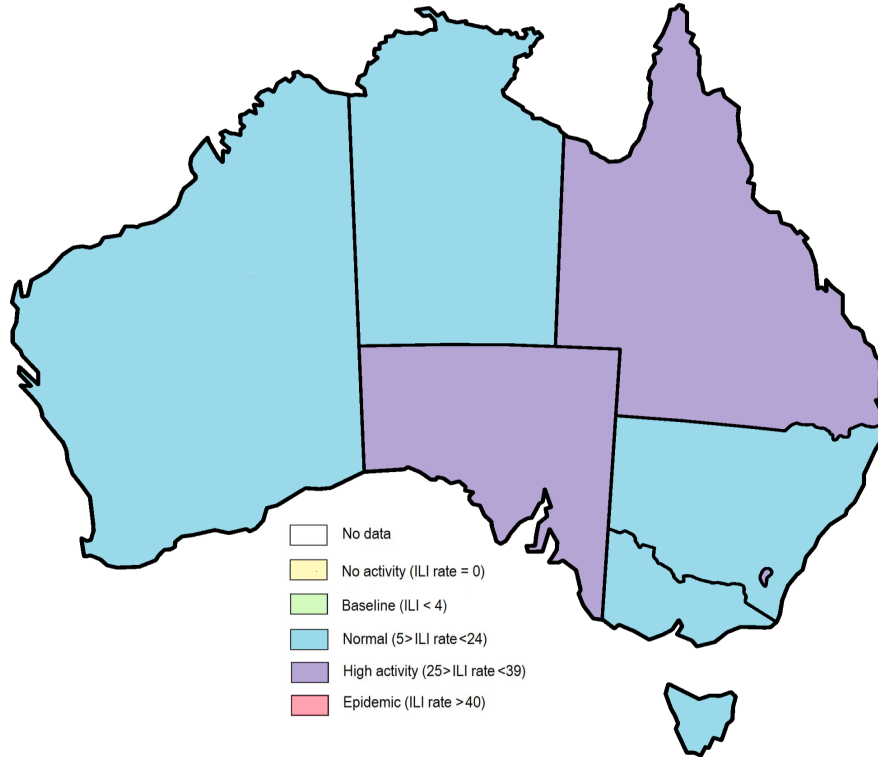 No data
No activity (ILI rate = 0)
Baseline (ILI < 4)
Normal (5> ILI rate<24)
High activity (25> ILI rate <39)
Epidemic (ILI rate >40)